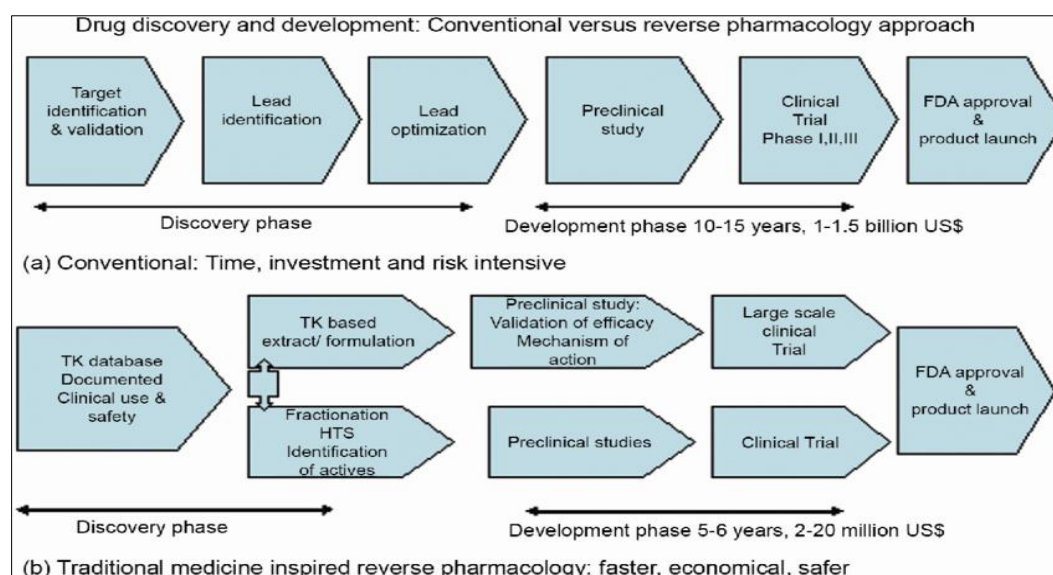 Drug discovery and development: Conventional versus reverse pharmacology approach
Target
identification
& validation
Lead
identification
Lead
optimization
Preclinical
study
Clinical
Trial
Phase I,II,III
FDA approval
&
product launch
Discovery phase
Development phase 10-15 years, 1-1.5 billion US$
(a) Conventional: Time, investment and risk intensive
TK database
Documented
Clinical use &
safety
TK based
extract/ formulation
Preclinical study:
Validation of efficacy
Mechanism of
action
Large scale
clinical
Trial
Fractionation
HTS
Identification
of actives
Preclinical studies
Clinical Trial
FDA approval
&
product launch
Discovery phase
Development phase 5-6 years, 2-20 million US$
(b) Traditional medicine inspired reverse pharmacology: faster, economical, safer